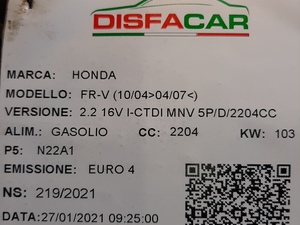 DISFACAR
MARCA: HONDA
MODELLO: FR-V (10/04>04/07<)
VERSIONE: 2.2 16V I-CTDI MNV 5P/D/2204CC
ALIM.: GASOLIO CC: 2204 KW: 103
P5: N22A1
EMISSIONE: EURO 4
NS: 219/2021
DATA:27/01/2021 09:25:00